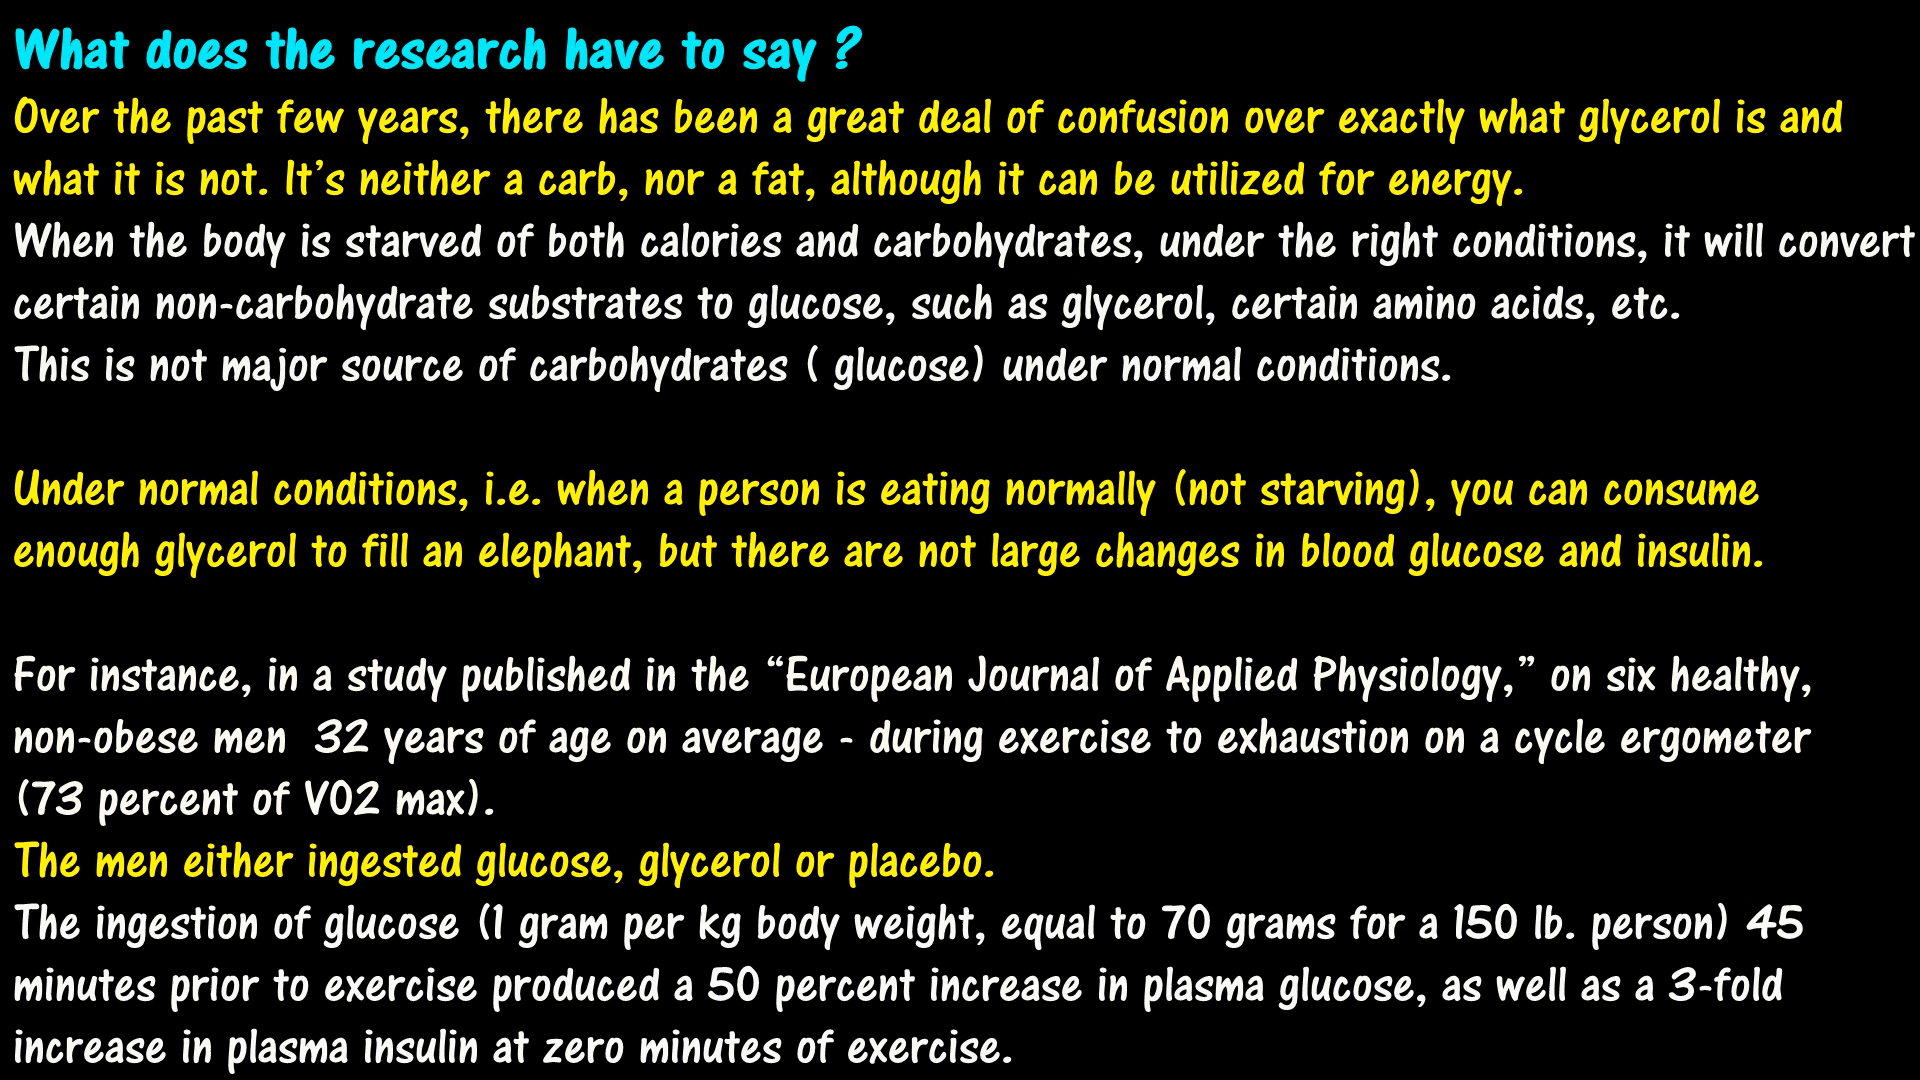 What does the research have to say ?
Over the past few years, there has been a great deal of confusion over exactly what glycerol is and
what it is not. It’s neither a carb, nor a fat, although it can be utilized for energy.
When the body is starved of both calories and carbohydrates, under the right conditions, it will convert
certain non-carbohydrate substrates to glucose, such as glycerol, certain amino acids, etc.
This is not major source of carbohydrates ( glucose) under normal conditions.
Under normal conditions, i.e. when a person is eating normally (not starving), you can consume
enough glycerol to fill an elephant, but there are not large changes in blood glucose and insulin.
For instance, in a study published in the “European Journal of Applied Physiology,” on six healthy,
non-obese men  32 years of age on average - during exercise to exhaustion on a cycle ergometer
(73 percent of VO2 max).
The men either ingested glucose, glycerol or placebo.
The ingestion of glucose (1 gram per kg body weight, equal to 70 grams for a 150 lb. person) 45
minutes prior to exercise produced a 50 percent increase in plasma glucose, as well as a 3-fold
increase in plasma insulin at zero minutes of exercise.